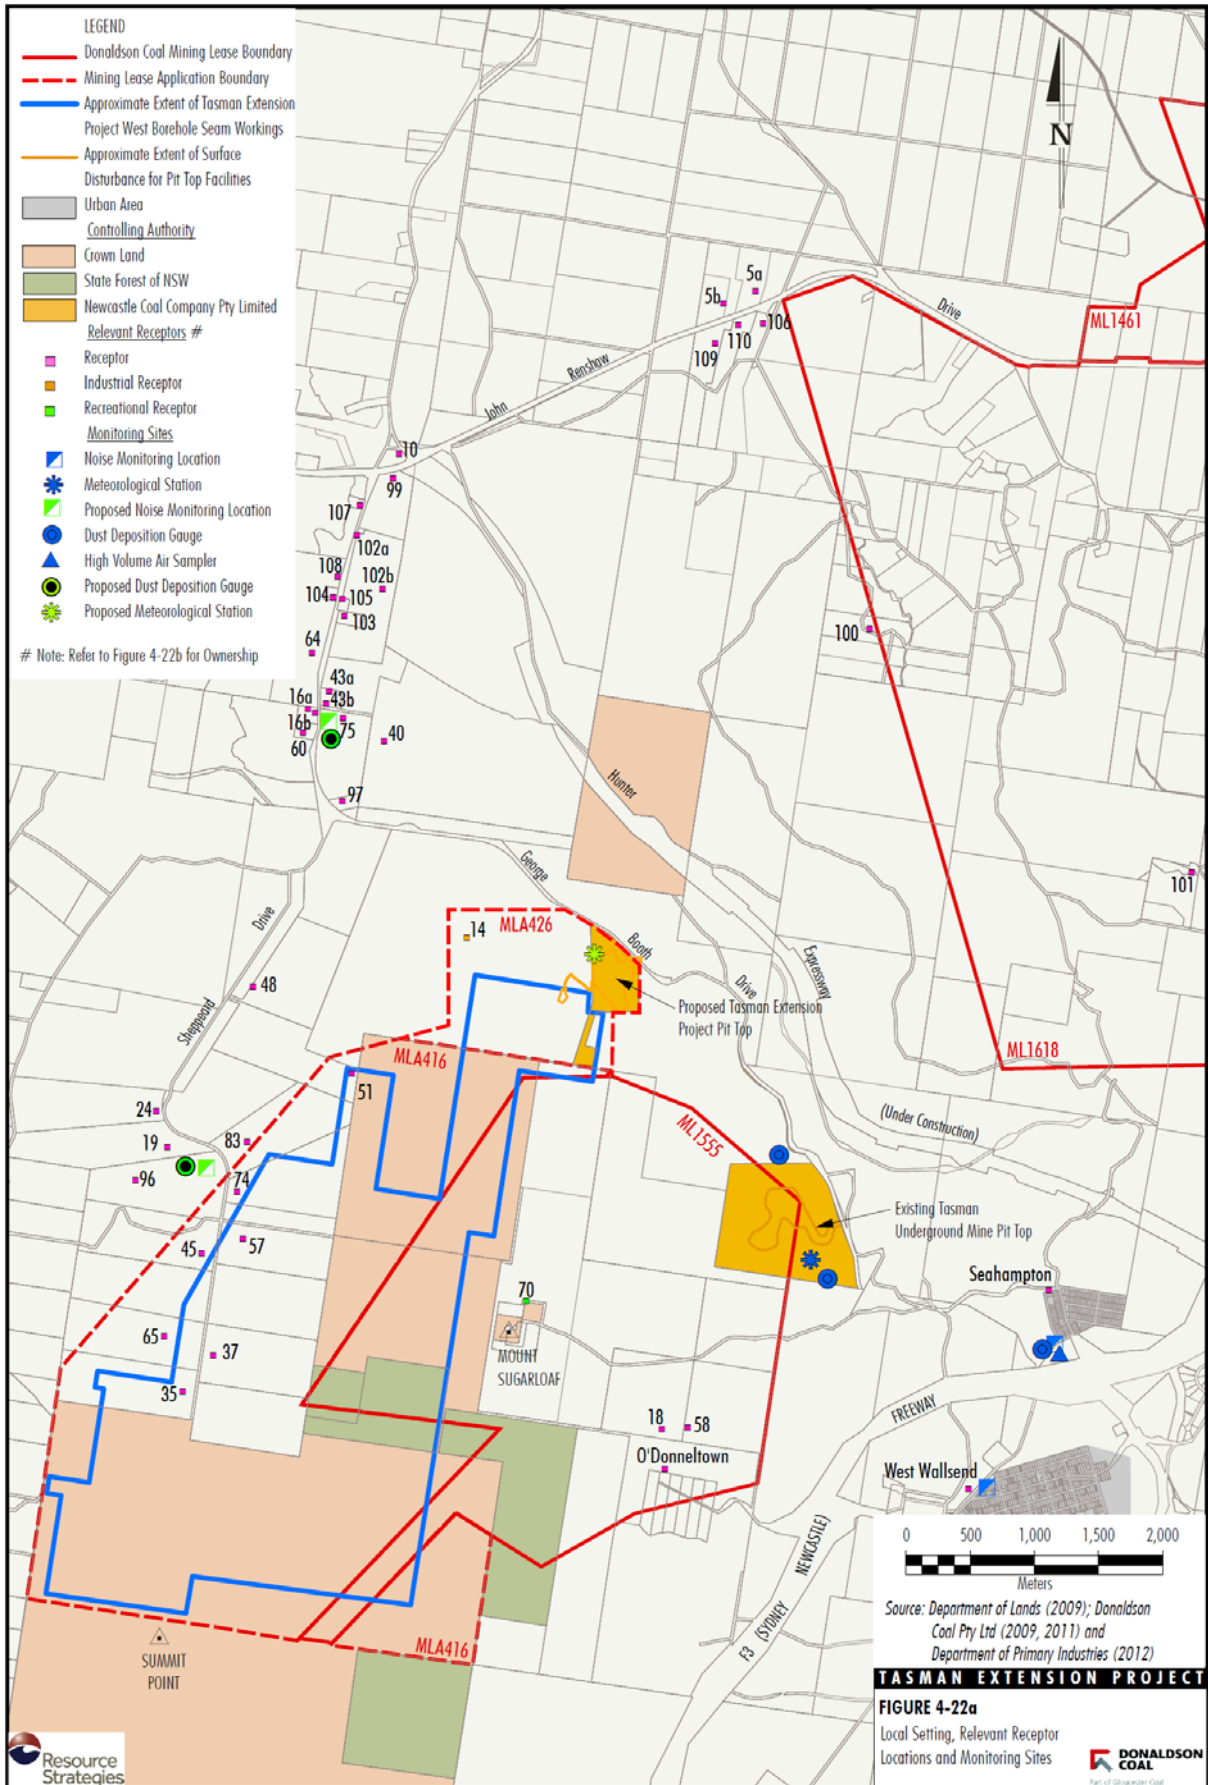 LEGEND
Donaldson Coal Mining Lease Boundary
Mining Lease Application Boundary
Approximate Extent of Tasman Extension
Project West Borehole Seam Workings
Approximate Extent of Surface
Disturbance for Pit Top Facilities
Urban Area
Controlling Authority
Crown Land
State Forest of NSW
Newcastle Coal Company Pty Limited
Relevant Receptors #
Receptor
Industrial Receptor
Recreational Receptor
Monitoring Sites
Noise Monitoring Location
Meteorological Station
Proposed Noise Monitoring Location
Dust Deposition Gauge
High Volume Air Sampler
Proposed Dust Deposition Gauge
Proposed Meteorological Station
# Note: Refer to Figure 4-22b for Ownership
N
5a
5b
106
110
109
Drive
ML1461
Renshaw
John
10
99
107
102a
108
102b
104
105
103
100
64
43a
16a
43b
16b
75
60
40
97
Hunter
George
101
Drive
14
MLA426
Booth
Expressway
48
Drive
Proposed Tasman Extension
Project Pit Top
Sheppeard
MLA416
ML1618
51
24
(Under Construction)
ML1555
19
83
96
74
Existing Tasman
Underground Mine Pit Top
45
57
Seahampton
70
65
37
MOUNT
SUGARLOAF
35
FREEWAY
18
58
O'Donneltown
West Wallsend
NEWCASTLE)
F3 (SYDNEY
MLA416
SUMMIT
POINT
0 500 1,000 1,500 2,000
Meters
Source: Department of Lands (2009); Donaldson
Coal Pty Ltd (2009, 2011) and
Department of Primary Industries (2012)
TASMAN EXTENSION PROJECT
FIGURE 4-22a
Local Setting, Relevant Receptor
Locations and Monitoring Sites
DONALDSON
COAL
Part of Gloucester Coal
Resource
Strategies